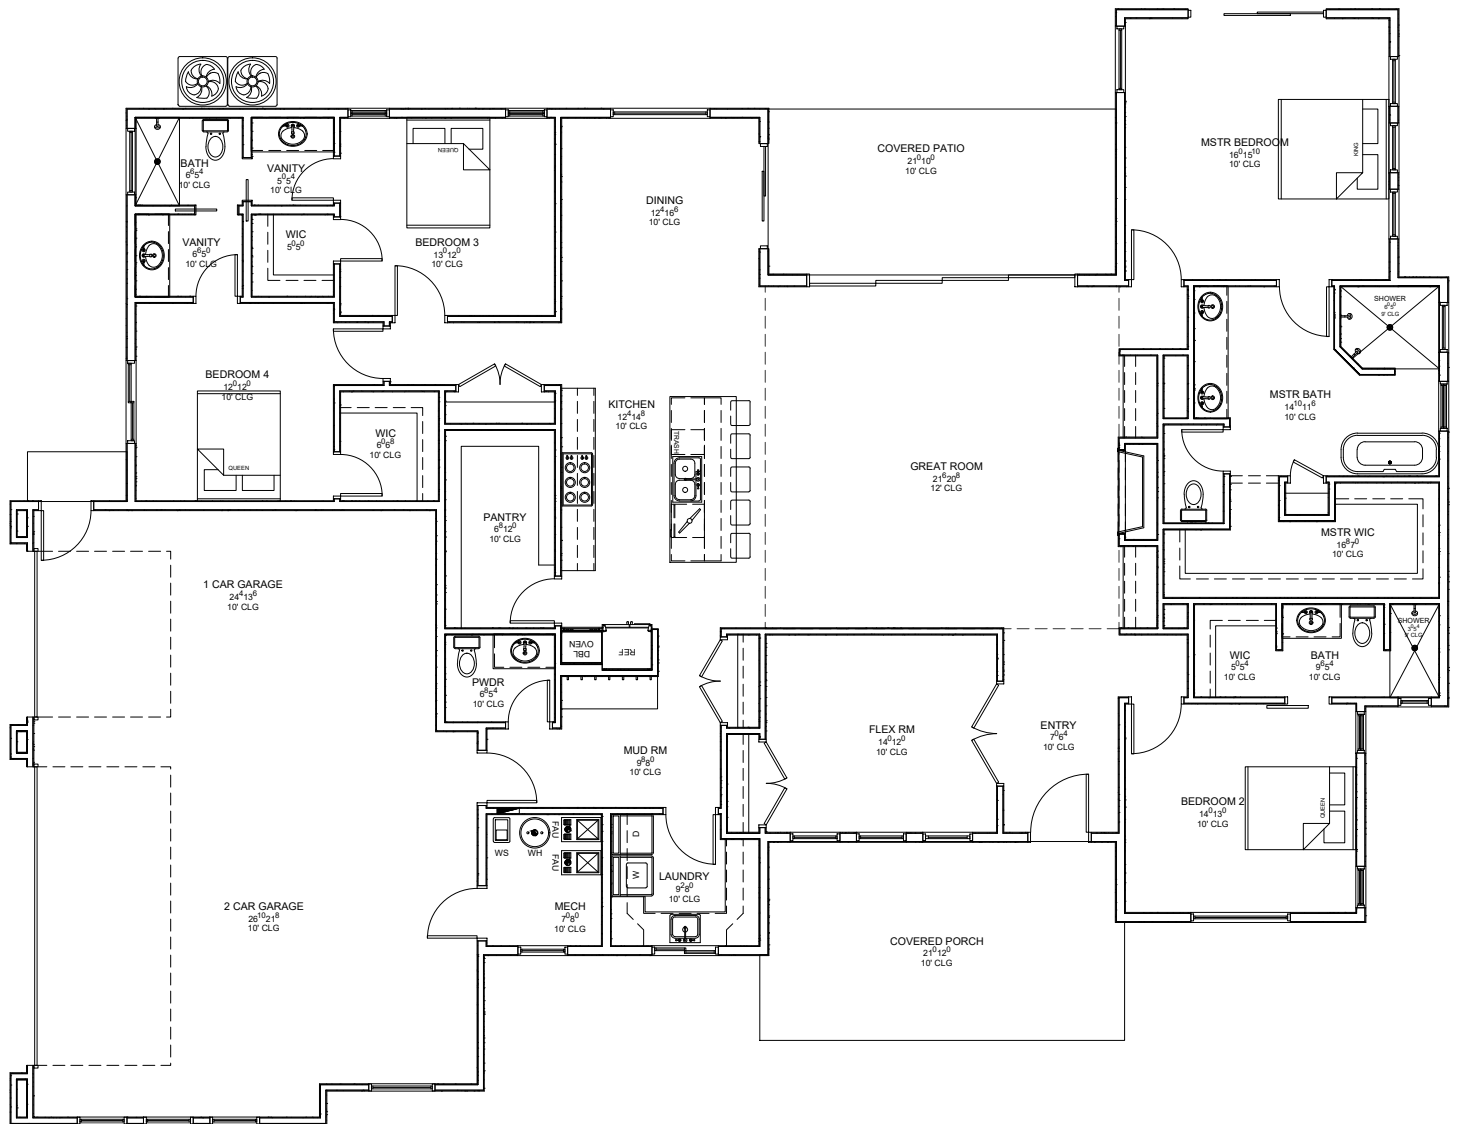 MSTR BEDROOM
16⁰15¹⁰
10' CLG
KING
COVERED PATIO
21⁰10⁰
10' CLG
BATH
6⁶5⁴
10' CLG
VANITY
5⁰5⁴
10' CLG
QUEEN
DINING
12⁴16⁶
10' CLG
WIC
5⁰5⁰
VANITY
6⁶5⁰
10' CLG
BEDROOM 3
13⁰12⁰
10' CLG
SHOWER
6⁰5⁰
9' CLG
BEDROOM 4
12⁰12⁰
10' CLG
QUEEN
WIC
6⁰6⁸
10' CLG
KITCHEN
12⁴14⁸
10' CLG
TRASH
MSTR BATH
14¹⁰11⁶
10' CLG
GREAT ROOM
21⁶20⁸
12' CLG
PANTRY
6⁸12⁰
10' CLG
MSTR WIC
16⁸7⁰
10' CLG
1 CAR GARAGE
24⁴13⁶
10' CLG
DBL
OVEN
REF
WIC
5⁰5⁴
10' CLG
BATH
9⁶5⁴
10' CLG
SHOWER
3⁰5⁴
10' CLG
PWDR
6⁸5⁴
10' CLG
FLEX RM
14⁰12⁰
10' CLG
ENTRY
7⁰6⁴
10' CLG
MUD RM
9⁸8⁰
10' CLG
BEDROOM 2
14⁰13⁰
10' CLG
QUEEN
WS
WH
FAU
FAU
D
W
LAUNDRY
9²8⁰
10' CLG
MECH
7⁰8⁰
10' CLG
2 CAR GARAGE
26¹⁰21⁸
10' CLG
COVERED PORCH
21⁰12⁰
10' CLG